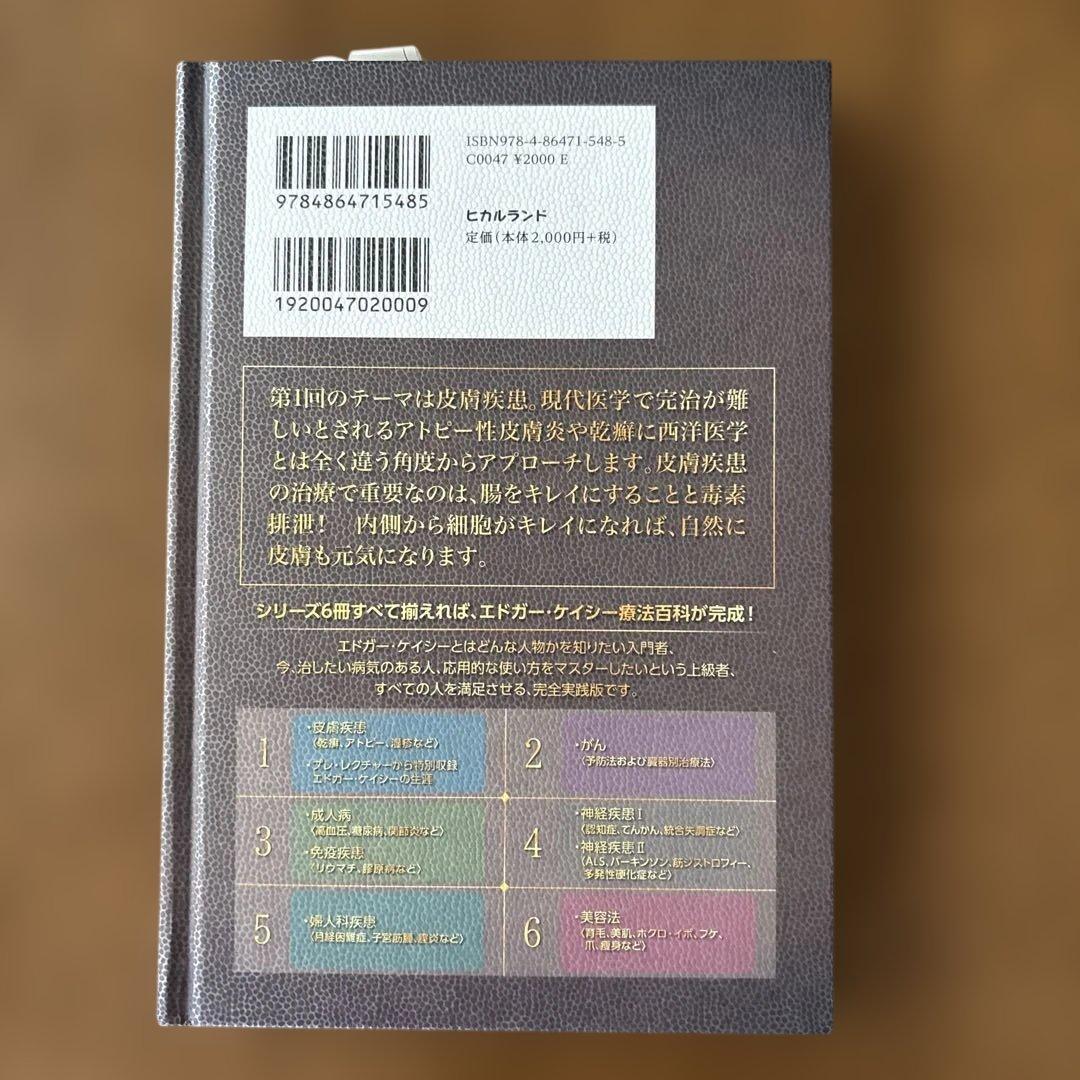 ISBN978-4-86471-548-5
C0047 ¥2000 E
9784864715485
ヒカルランド
定価(本体2,000円+税)
1920047020009
第1回のテーマは皮膚疾患。現代医学で完治が難
しいとされるアトピー性皮膚炎や乾癬に西洋医学
とは全く違う角度からアプローチします。皮膚疾患
の治療で重要なのは、腸をキレイにすることと毒素
排泄! 内側から細胞がキレイになれば、自然に
皮膚も元気になります。
シリーズ6冊すべて揃えれば、エドガー・ケイシー療法百科が完成!
エドガー・ケイシーとはどんな人物かを知りたい入門者、
今、治したい病気のある人、応用的な使い方をマスターしたいという上級者、
すべての人を満足させる、完全実践版です。
1
・皮膚疾患
〈乾癬、アトピー、湿疹など〉
・プレ・レクチャーから特別収録
エドガー・ケイシーの生涯
2
・がん
〈予防法および臓器別治療法〉
3
・成人病
〈高血圧、糖尿病、関節炎など〉
・免疫疾患
〈リウマチ、膠原病など〉
4
・神経疾患Ⅰ
〈認知症、てんかん、統合失調症など〉
・神経疾患Ⅱ
〈ALS、パーキンソン、筋ジストロフィー、
多発性硬化症など〉
5
・婦人科疾患
〈月経困難症、子宮筋腫、膣炎など〉
6
・美容法
〈育毛、美肌、ホクロ・イボ、フケ、
爪、痩身など〉